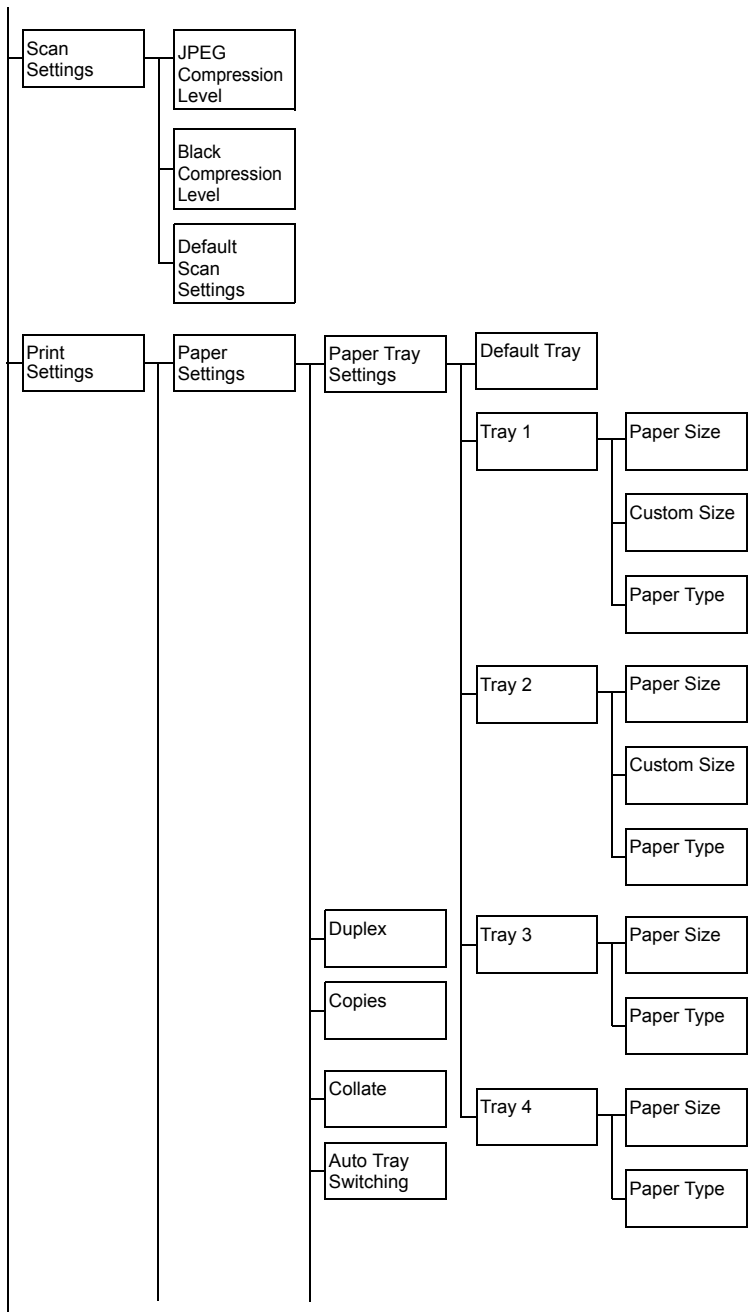 Scan
Settings
JPEG
Compression
Level
Black
Compression
Level
Default
Scan
Settings
Print
Settings
Paper
Settings
Paper Tray
Settings
Default Tray
Tray 1
Paper Size
Custom Size
Paper Type
Tray 2
Paper Size
Custom Size
Paper Type
Duplex
Tray 3
Paper Size
Copies
Paper Type
Collate
Tray 4
Paper Size
Auto Tray
Switching
Paper Type